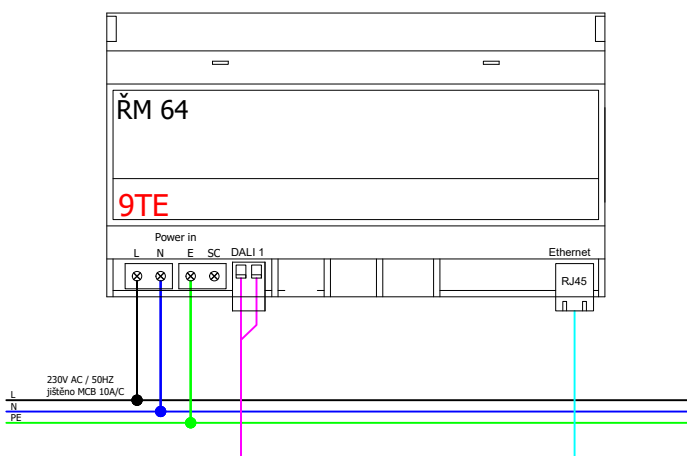 ŘM 64
9TE
Power in
L N E SC DALI 1 Ethernet
RJ45
230V AC / 50HZ
jištěno MCB 10A/C
L
N
PE